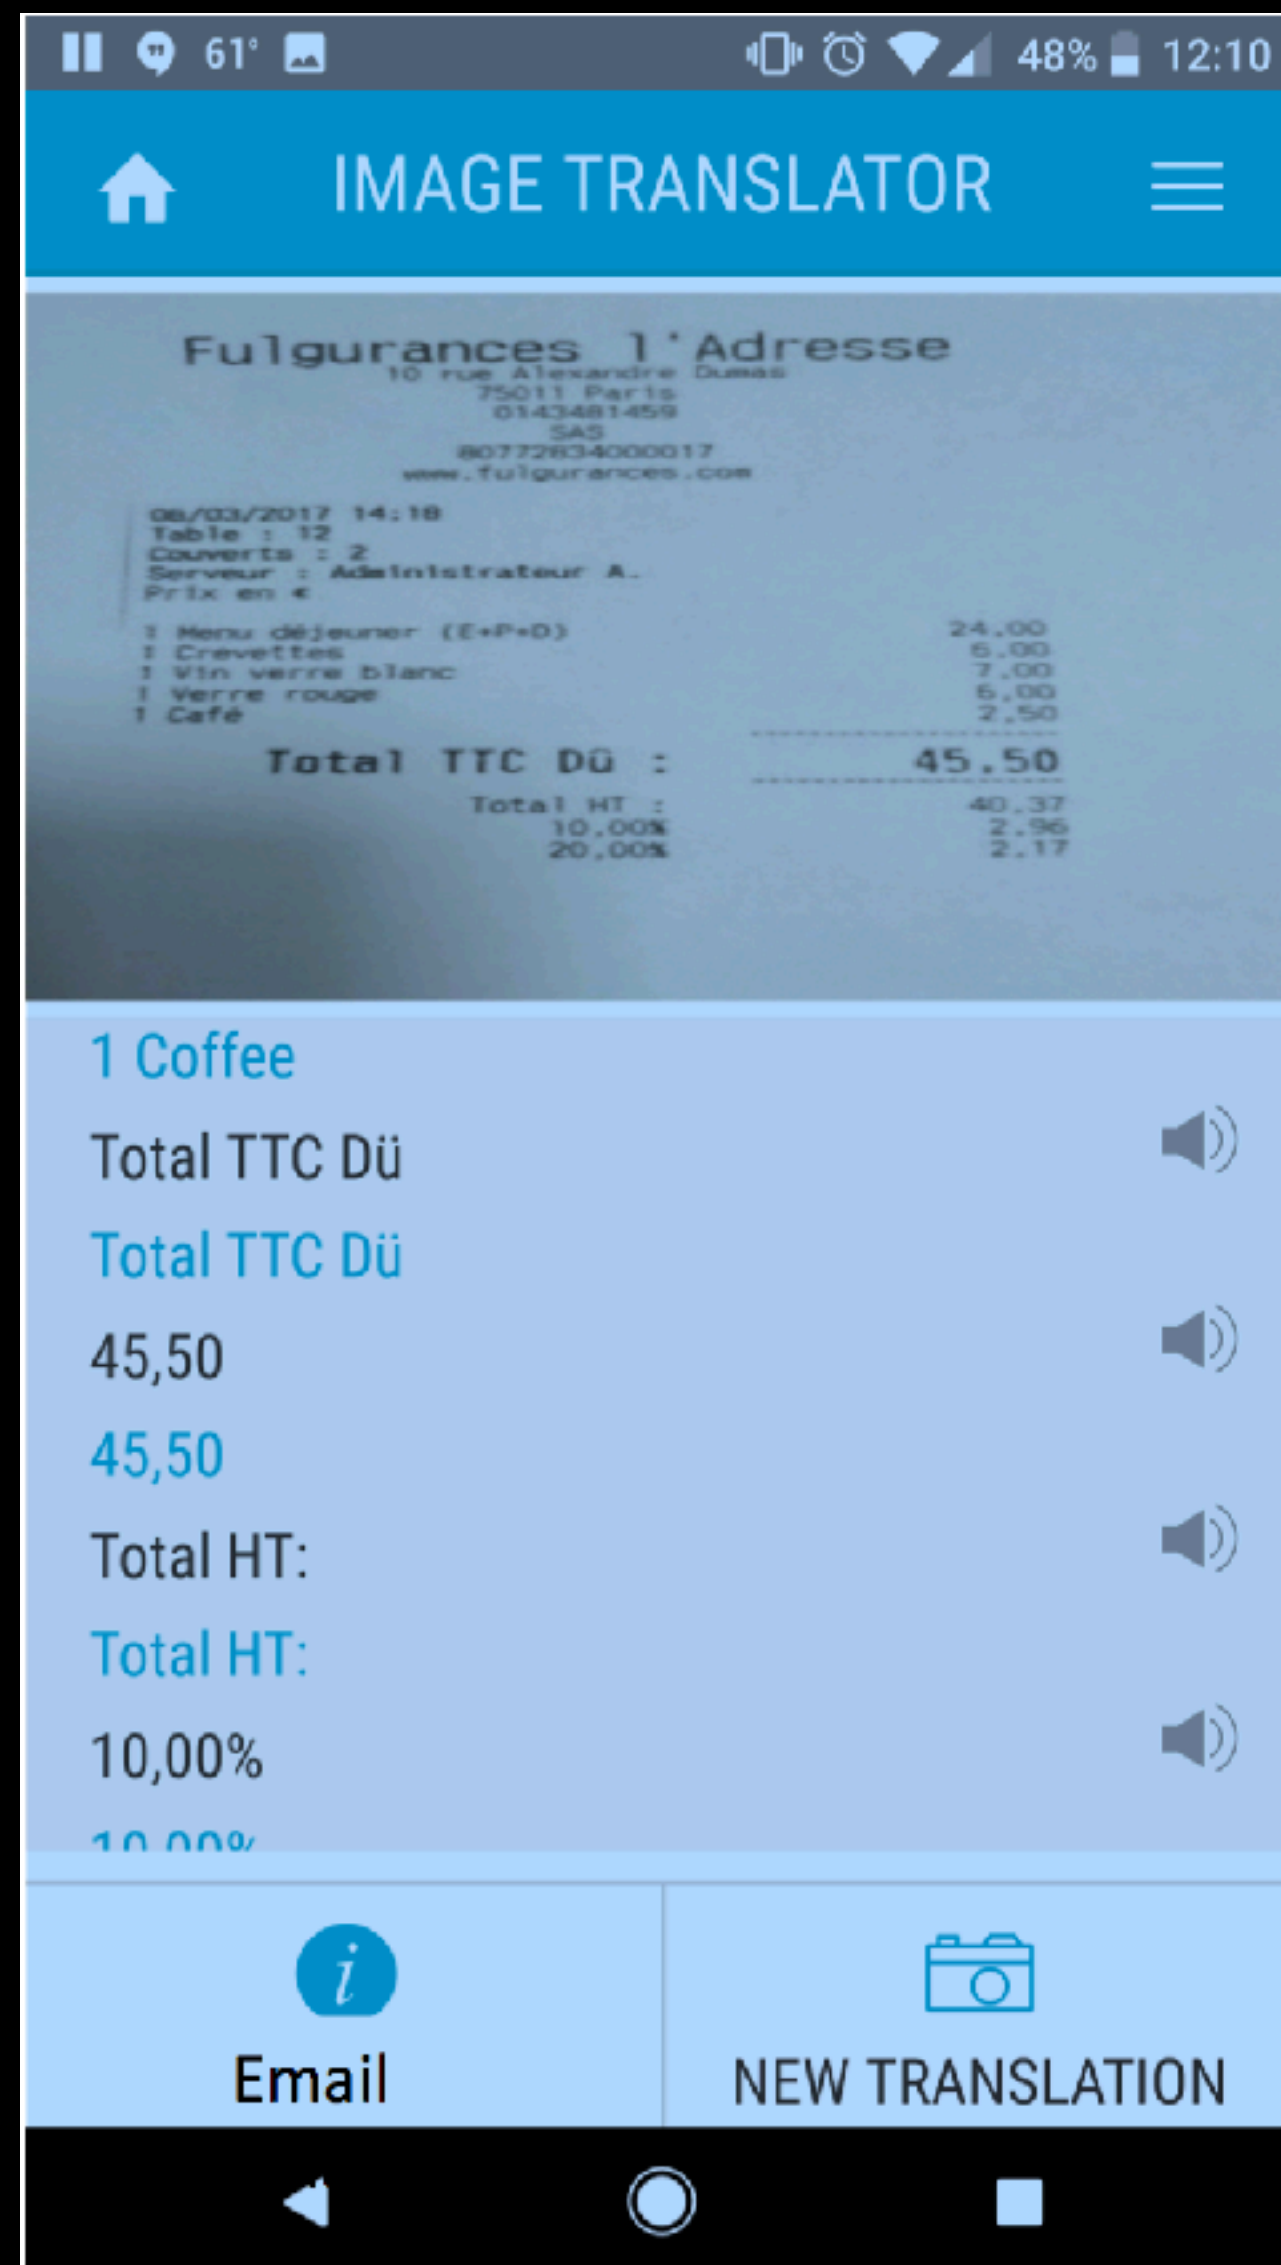 61° 48% 12:10
IMAGE TRANSLATOR
Fulgurances l'Adresse
10 rue Alexandre Dumas
75011 Paris
0143481459
SAS
80772834000017
www.fulgurances.com
08/03/2017 14:18
Table : 12
Couverts : 2
Serveur : Administrateur A.
Prix en €
1 Menu déjeuner (E+P+D) 24.00
1 Crevettes 6.00
1 Vin verre blanc 7.00
1 Verre rouge 6.00
1 Café 2.50
Total TTC Dû : 45.50
Total HT : 40.37
10.00% 2.96
20.00% 2.17
1 Coffee
Total TTC Dü
Total TTC Dü
45,50
45,50
Total HT:
Total HT:
10,00%
10,00%
Email
NEW TRANSLATION